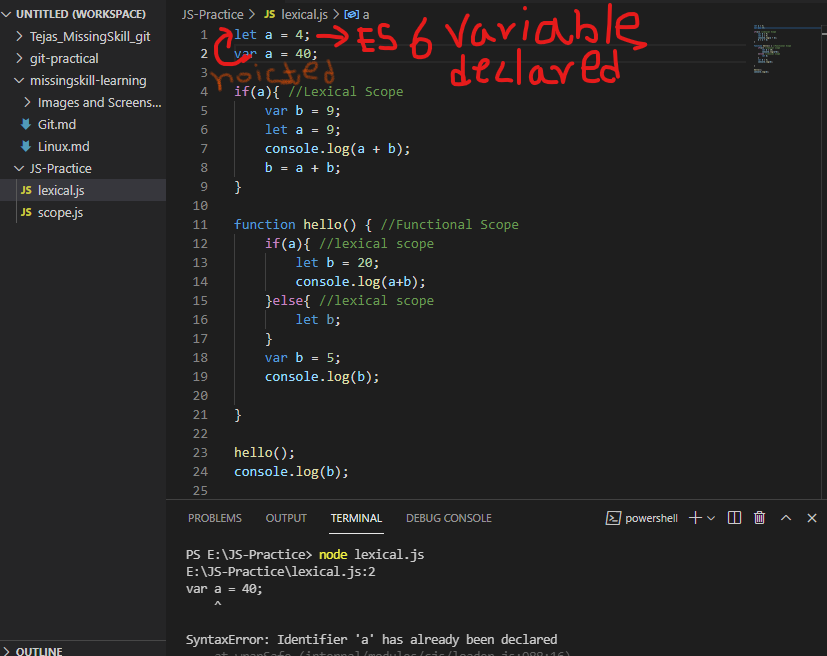 UNTITLED (WORKSPACE)
Tejas_MissingSkill_git
git-practical
missingskill-learning
Images and Screens...
Git.md
Linux.md
JS-Practice
JS lexical.js
JS scope.js
OUTLINE
JS-Practice > JS lexical.js > a
1 let a = 4;
2 var a = 40;
3
4 if(a){ //Lexical Scope
5 var b = 9;
6 let a = 9;
7 console.log(a + b);
8 b = a + b;
9 }
10
11 function hello() { //Functional Scope
12 if(a){ //lexical scope
13 let b = 20;
14 console.log(a+b);
15 }else{ //lexical scope
16 let b;
17 }
18 var b = 5;
19 console.log(b);
20
21 }
22
23 hello();
24 console.log(b);
25
ES 6 variable
declared
noicted
PROBLEMS OUTPUT TERMINAL DEBUG CONSOLE powershell
PS E:\JS-Practice> node lexical.js
E:\JS-Practice\lexical.js:2
var a = 40;
^
SyntaxError: Identifier 'a' has already been declared